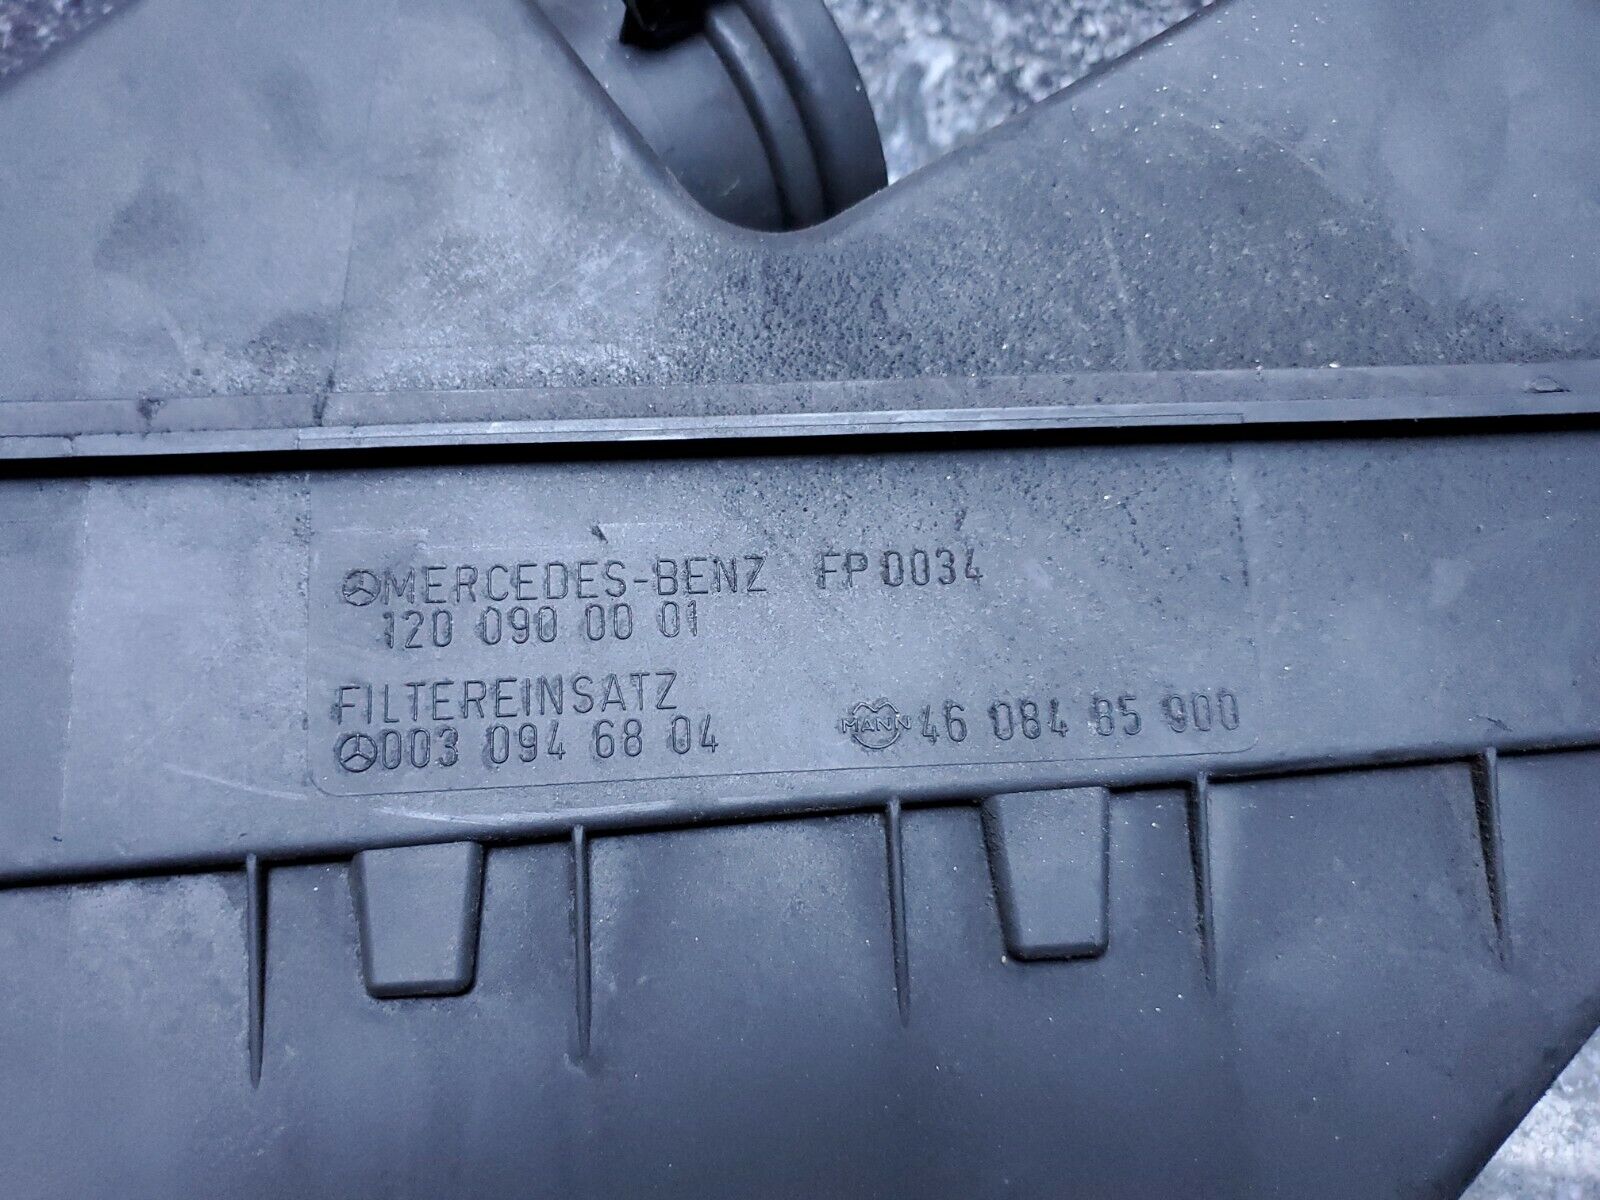 MERCEDES-BENZ FP 0034
120 090 00 01
FILTEREINSATZ
003 094 68 04
MANN 46 084 85 900